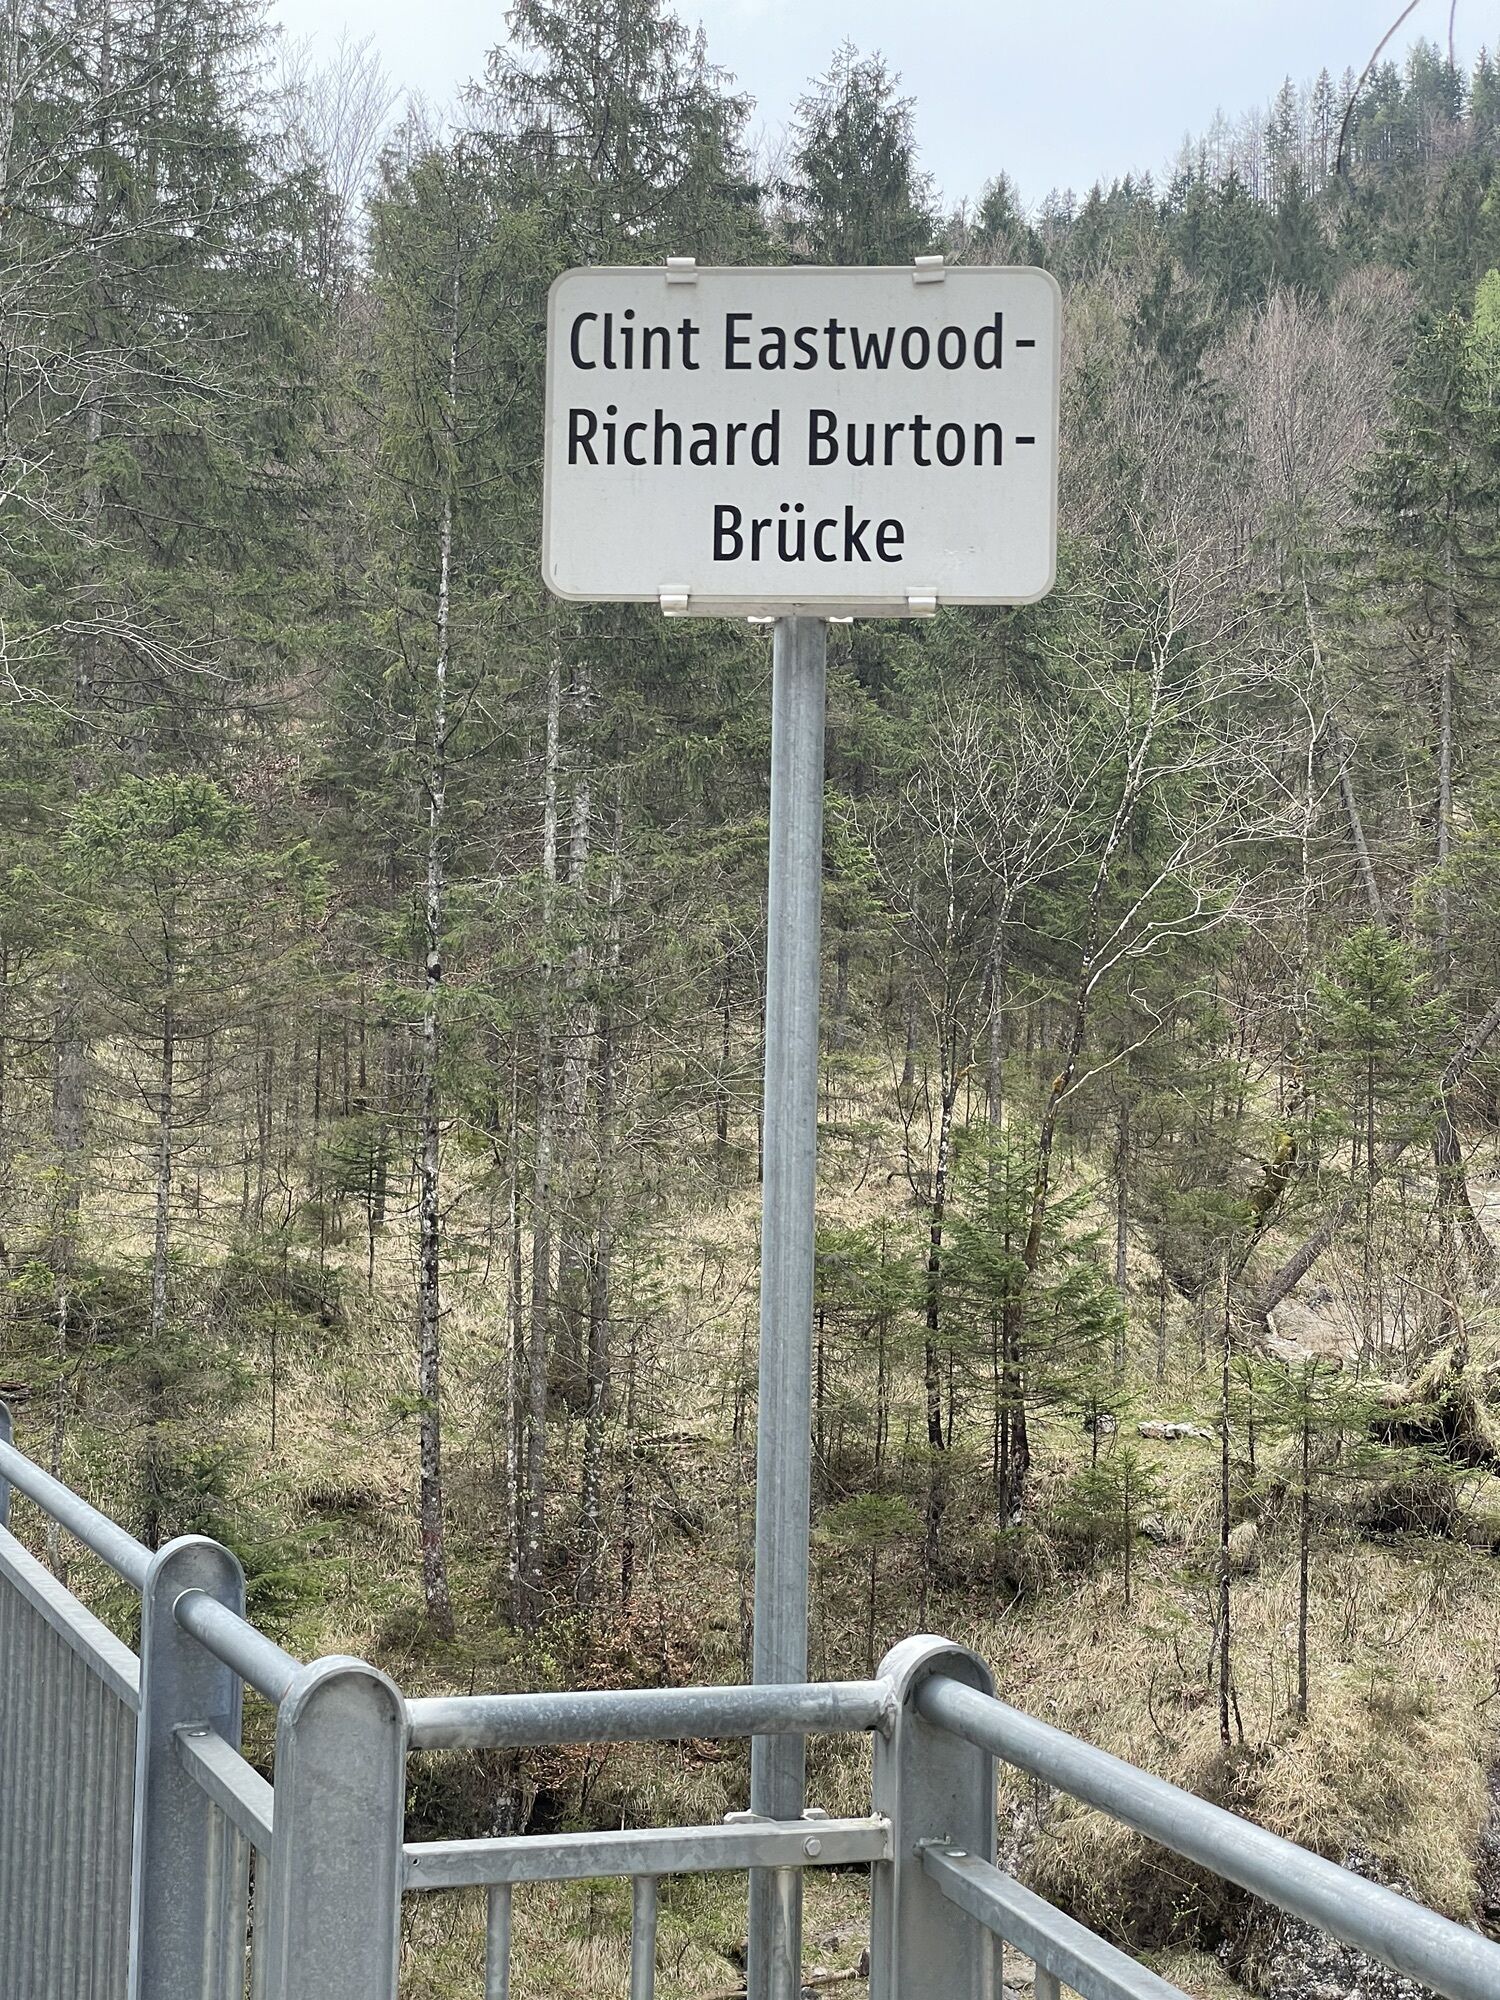 Clint Eastwood-
Richard Burton-
Brücke